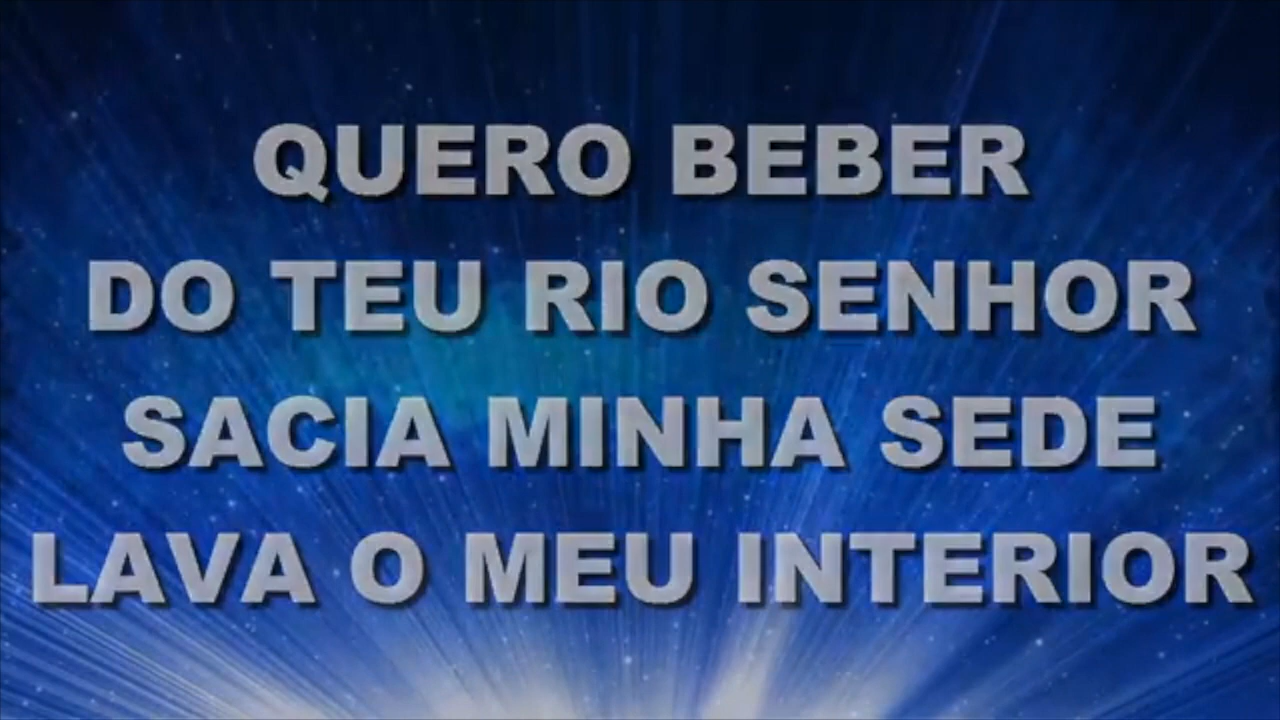 QUERO BEBER
DO TEU RIO SENHOR
SACIA MINHA SEDE
LAVA O MEU INTERIOR